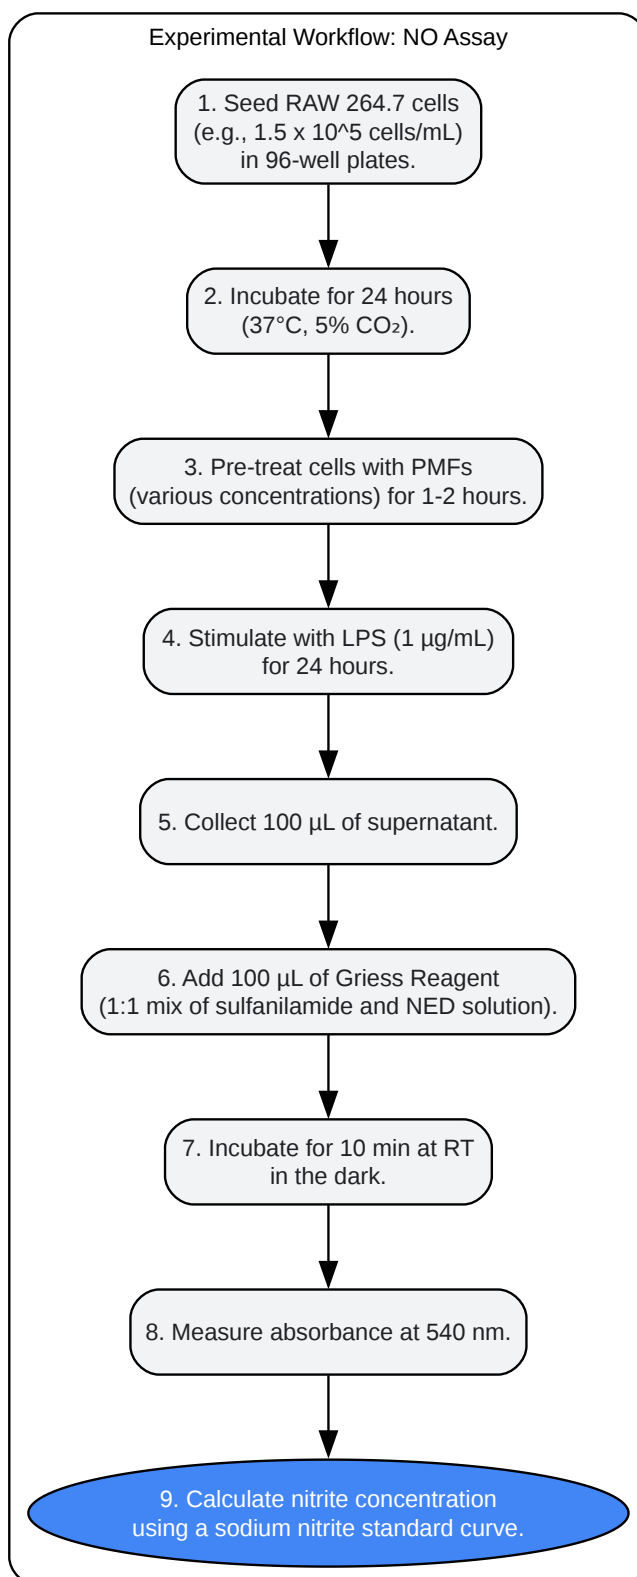 Experimental Workflow: NO Assay
1. Seed RAW 264.7 cells
(e.g., 1.5 x 10^5 cells/mL)
in 96-well plates.
2. Incubate for 24 hours
(37°C, 5% CO₂).
3. Pre-treat cells with PMFs
(various concentrations) for 1-2 hours.
4. Stimulate with LPS (1 µg/mL)
for 24 hours.
5. Collect 100 µL of supernatant.
6. Add 100 µL of Griess Reagent
(1:1 mix of sulfanilamide and NED solution).
7. Incubate for 10 min at RT
in the dark.
8. Measure absorbance at 540 nm.
9. Calculate nitrite concentration
using a sodium nitrite standard curve.